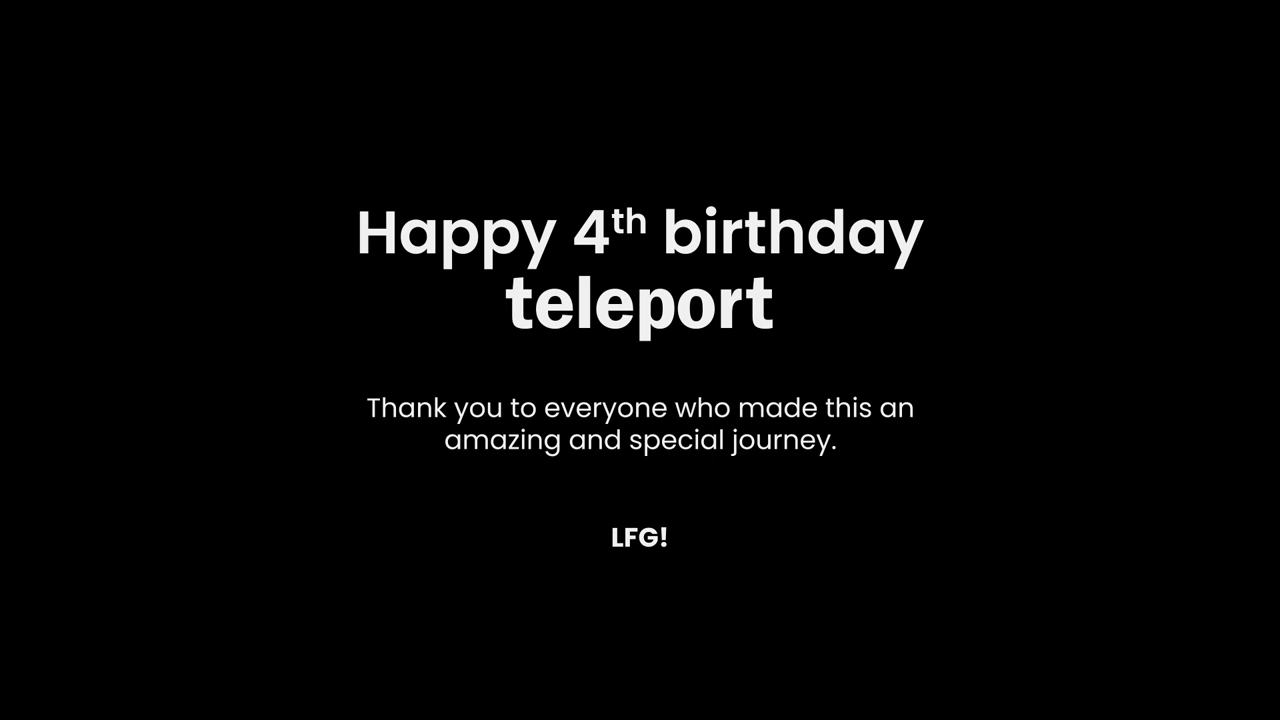 Happy 4th birthday
teleport
Thank you to everyone who made this an
amazing and special journey.
LFG!